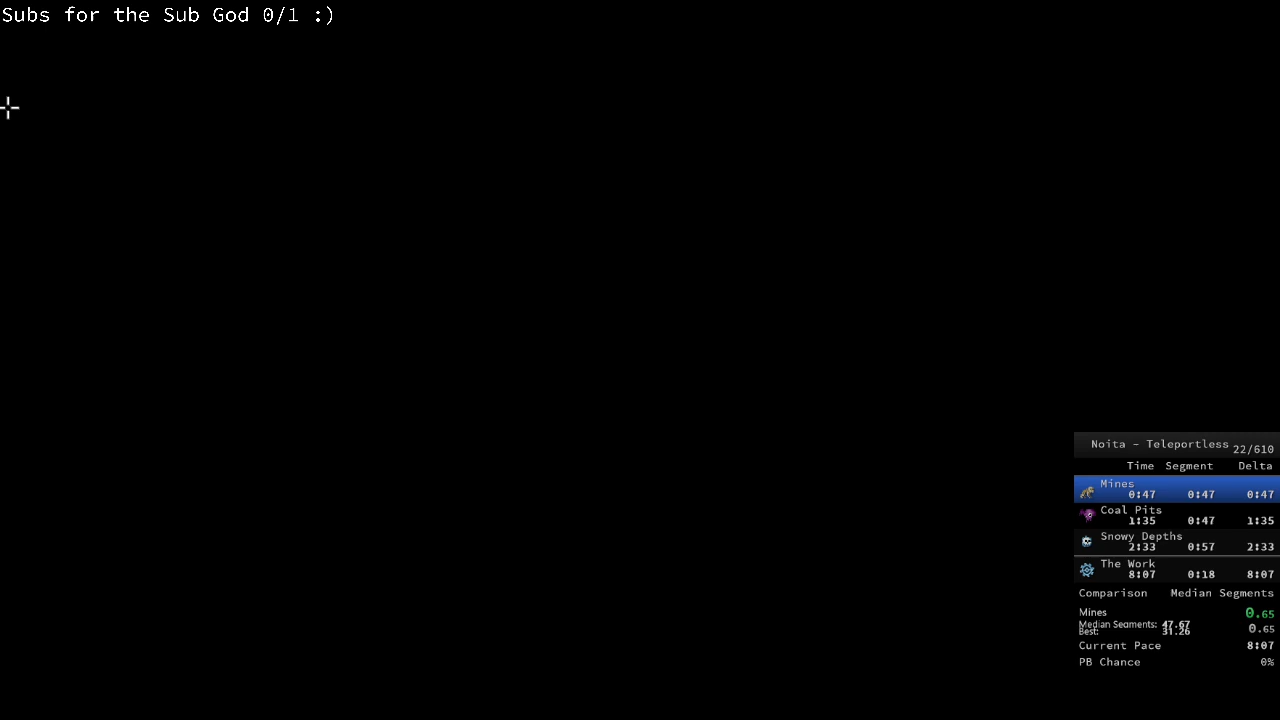 Subs for the Sub God 0/1 :)
Noita - Teleportless 22/610
Time Segment Delta
Mines
0:47 0:47 0:47
Coal Pits
1:35 0:47 1:35
Snowy Depths
2:33 0:57 2:33
The Work
8:07 0:18 8:07
Comparison Median Segments
Mines 0.65
Median Segments: 47.67
Best: 31.26 0.65
Current Pace 8:07
PB Chance 0%